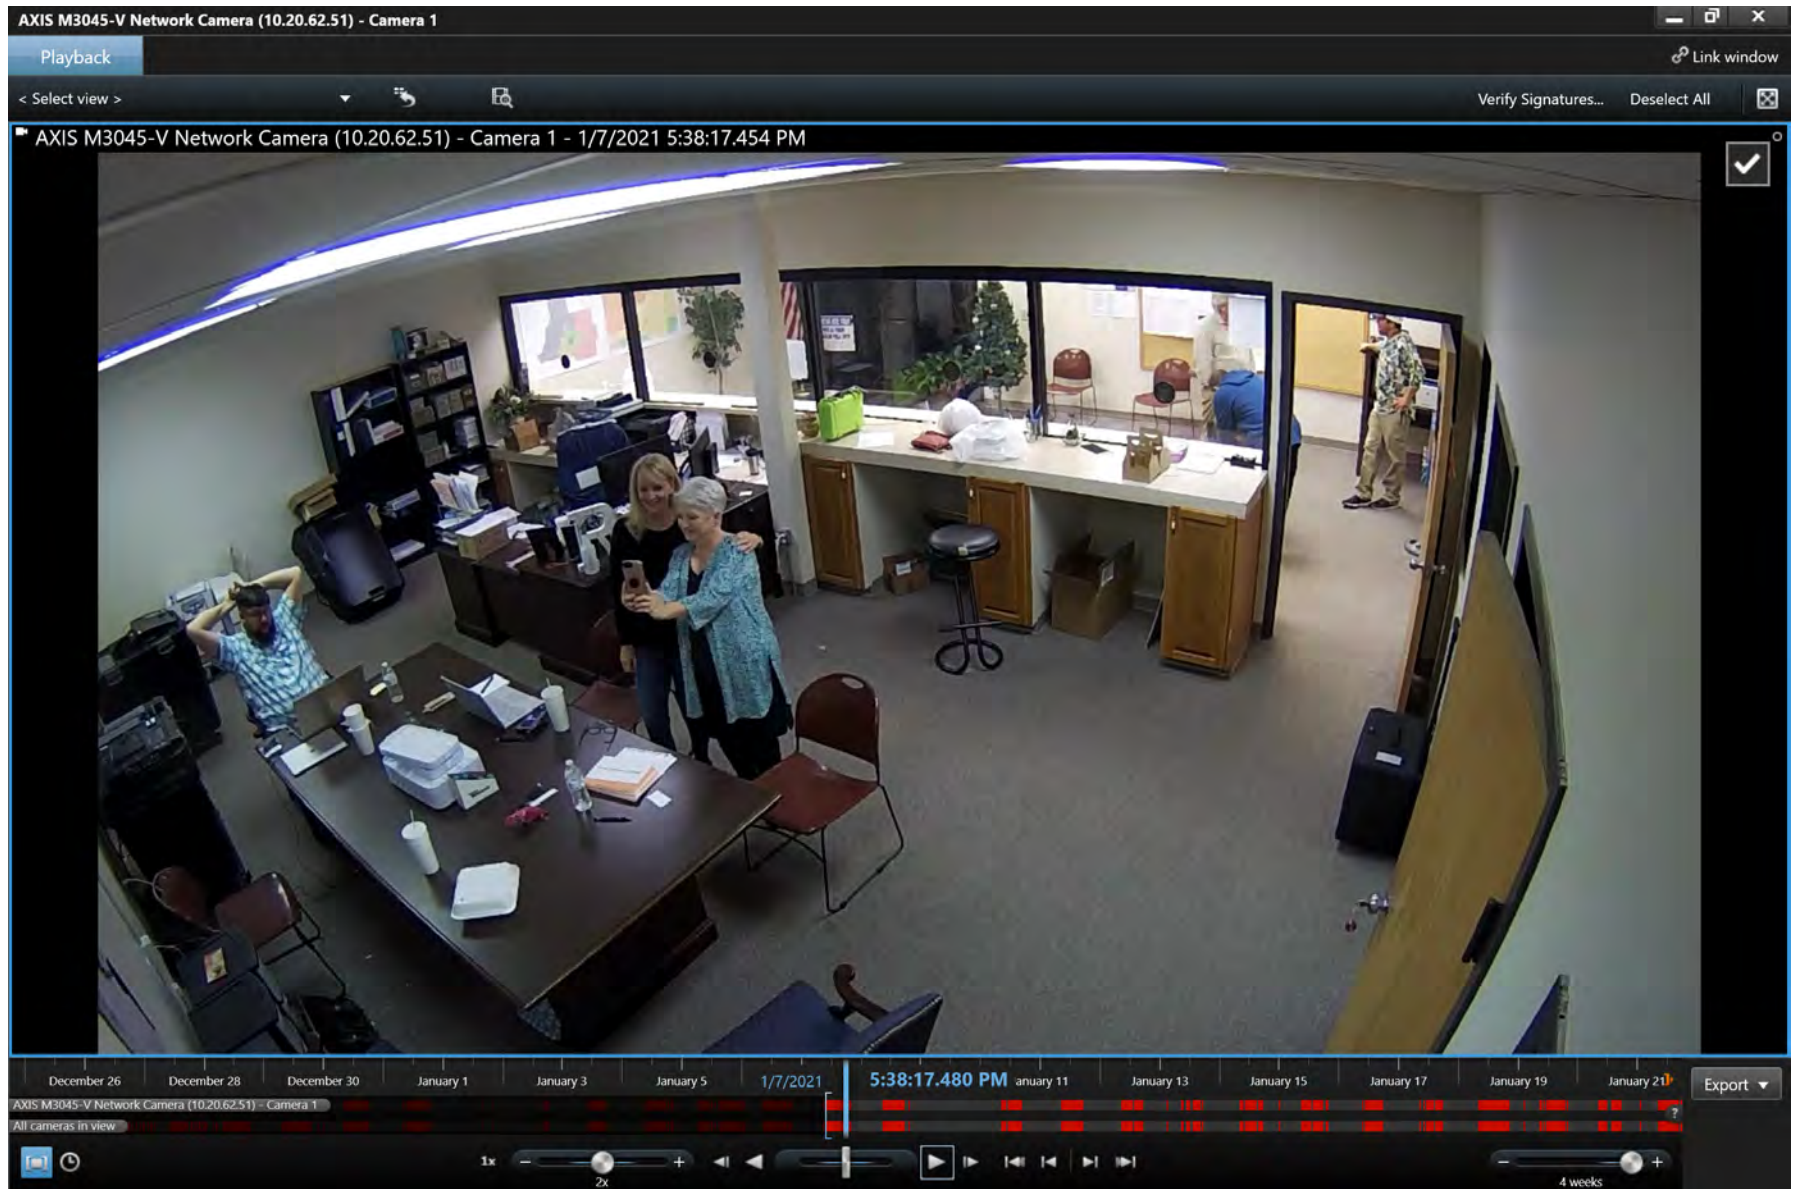 AXIS M3045-V Network Camera (10.20.62.51) - Camera 1
Playback
Link window
< Select view >
Verify Signatures...
Deselect All
AXIS M3045-V Network Camera (10.20.62.51) - Camera 1 - 1/7/2021 5:38:17.454 PM
R
December 26
December 28
December 30
January 1
January 3
January 5
1/7/2021
5:38:17.480 PM
anuary 11
January 13
January 15
January 17
January 19
January 21
Export
AXIS M3045-V Network Camera (10.20.62.51) - Camera 1
?
All cameras in view
1x
2x
4 weeks